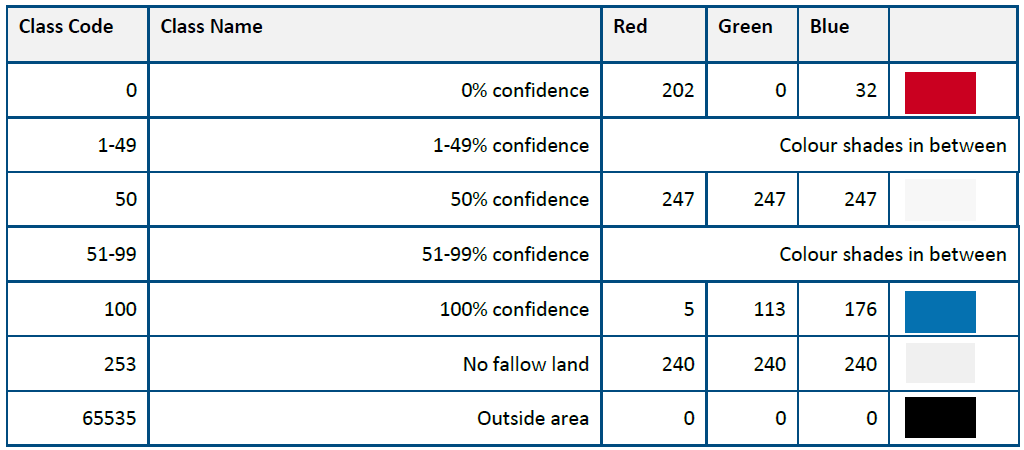 Class Code Class Name Red Green Blue
0 0% confidence 202 0 32
1-49 1-49% confidence Colour shades in between
50 50% confidence 247 247 247
51-99 51-99% confidence Colour shades in between
100 100% confidence 5 113 176
253 No fallow land 240 240 240
65535 Outside area 0 0 0